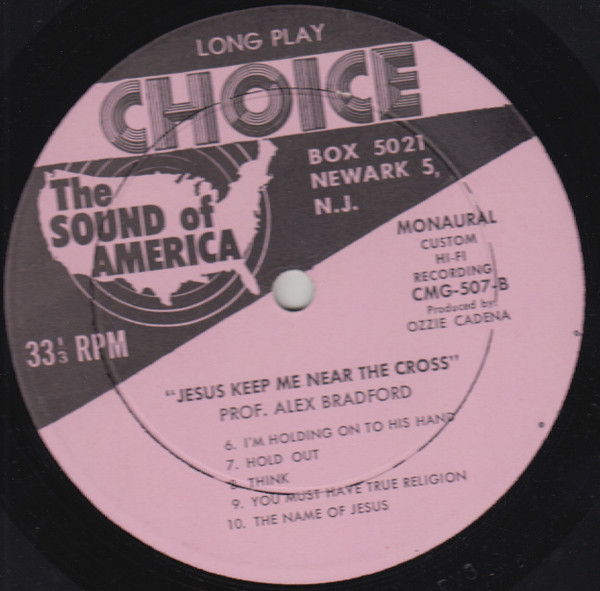 LONG PLAY
CHOICE
BOX 5021
NEWARK 5,
N.J.
The
SOUND of
AMERICA
MONAURAL
CUSTOM
HI-FI
RECORDING
CMG-507-B
Produced by:
OZZIE CADENA
33 1/3 RPM
"JESUS KEEP ME NEAR THE CROSS"
PROF. ALEX BRADFORD
6. I'M HOLDING ON TO HIS HAND
7. HOLD OUT
8. THINK
9. YOU MUST HAVE TRUE RELIGION
10. THE NAME OF JESUS